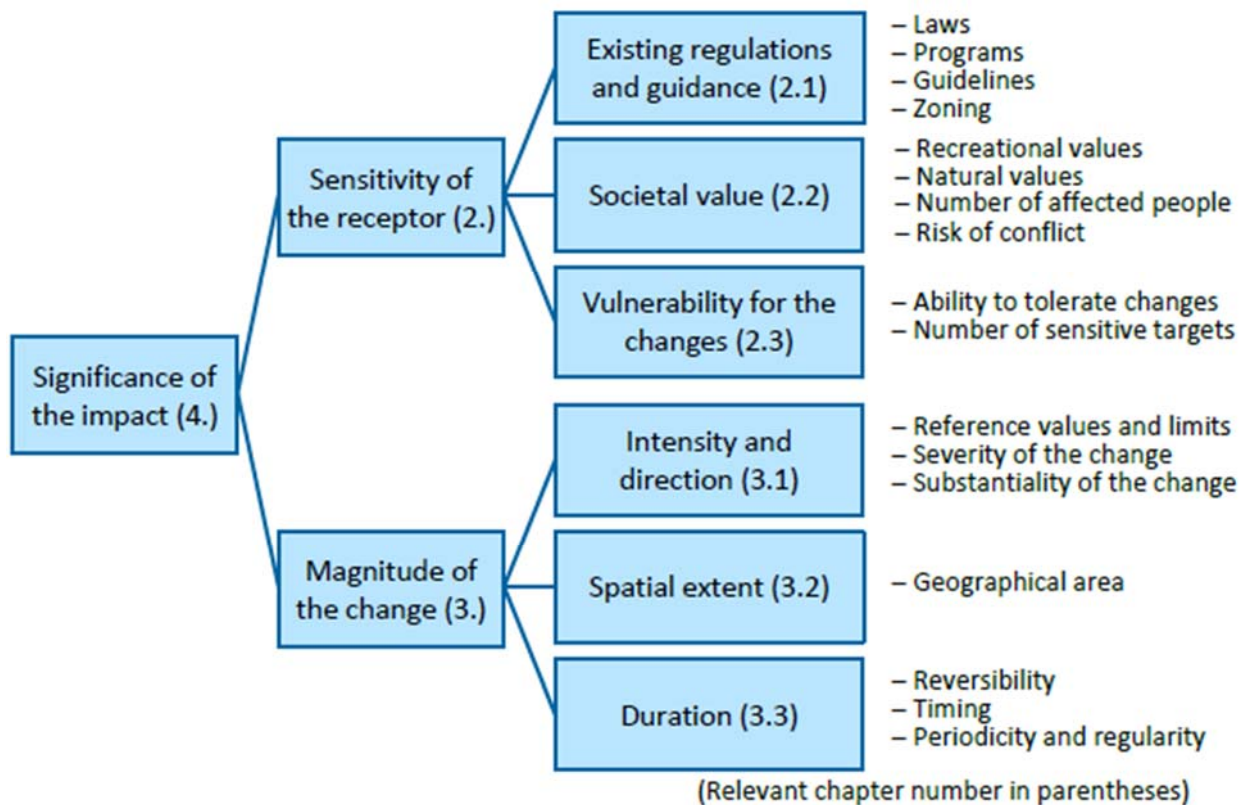 Significance of
the impact (4.)
Sensitivity of
the receptor (2.)
Existing regulations
and guidance (2.1)
– Laws
– Programs
– Guidelines
– Zoning
Societal value (2.2)
– Recreational values
– Natural values
– Number of affected people
– Risk of conflict
Vulnerability for the
changes (2.3)
– Ability to tolerate changes
– Number of sensitive targets
Magnitude of
the change (3.)
Intensity and
direction (3.1)
– Reference values and limits
– Severity of the change
– Substantiality of the change
Spatial extent (3.2)
– Geographical area
Duration (3.3)
– Reversibility
– Timing
– Periodicity and regularity
(Relevant chapter number in parentheses)